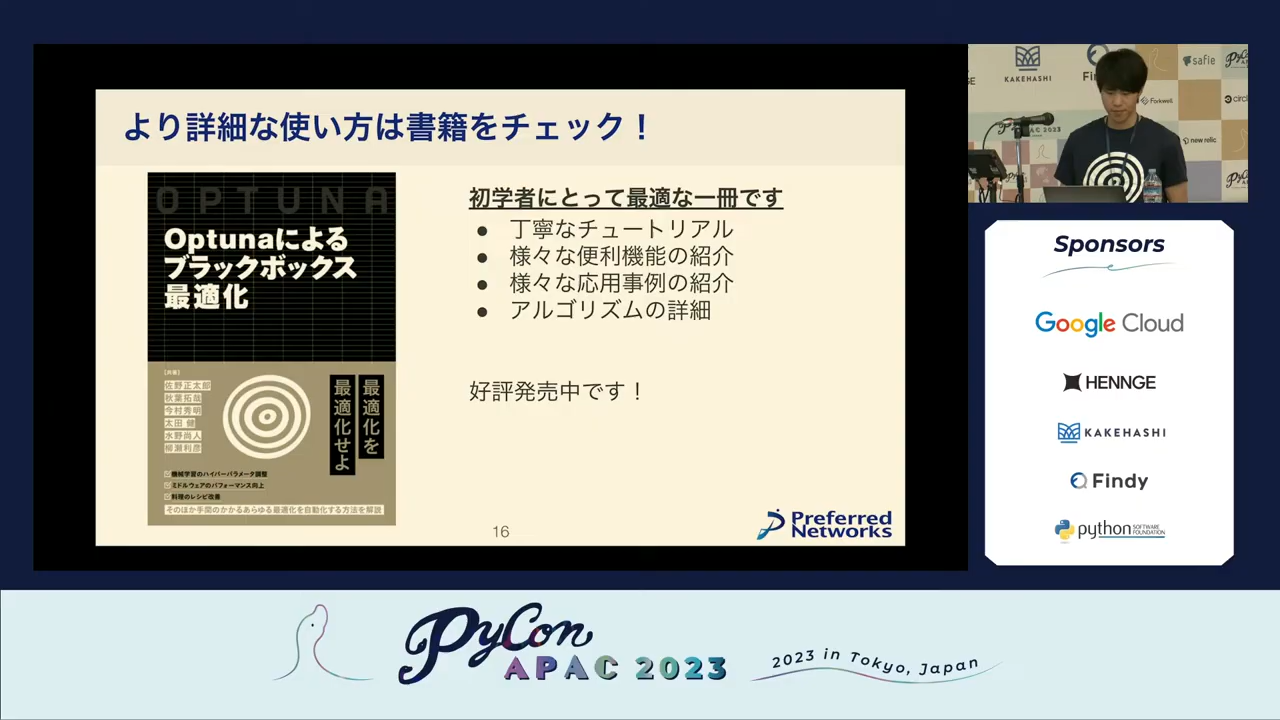 より詳細な使い方は書籍をチェック！
OPTUNA
Optunaによる
ブラックボックス
最適化
[共著]
佐野正太郎
秋葉拓哉
今村秀明
太田 健
水野尚人
柳瀬利彦
最適化を
最適化せよ
機械学習のハイパーパラメータ調整
ミドルウェアのパフォーマンス向上
料理のレシピ改善
そのほか手間のかかるあらゆる最適化を自動化する方法を解説
初学者にとって最適な一冊です
● 丁寧なチュートリアル
● 様々な便利機能の紹介
● 様々な応用事例の紹介
● アルゴリズムの詳細
好評発売中です！
16
Preferred
Networks
KAKEHASHI
safie
Forkwell
new relic
Sponsors
Google Cloud
HENNGE
KAKEHASHI
Findy
python SOFTWARE FOUNDATION
PyCon
APAC 2023
2023 in Tokyo, Japan